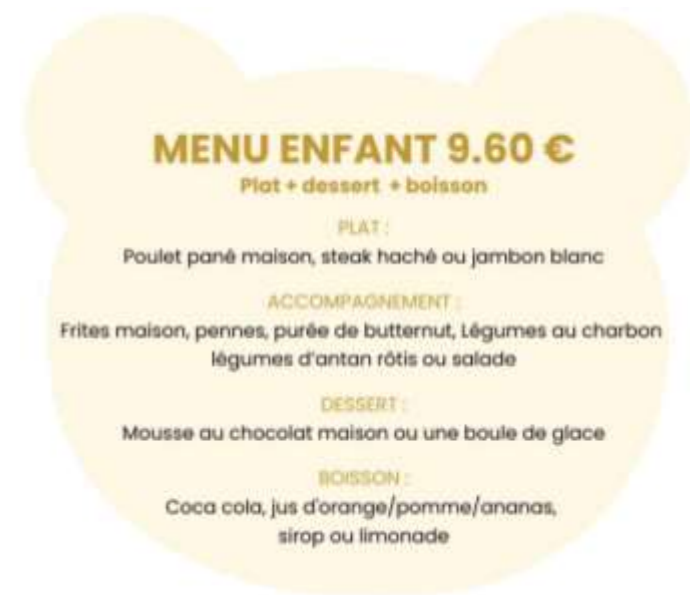 MENU ENFANT 9.60 €
Plat + dessert + boisson
PLAT :
Poulet pané maison, steak haché ou jambon blanc
ACCOMPAGNEMENT :
Frites maison, pennes, purée de butternut, Légumes au charbon
légumes d'antan rôtis ou salade
DESSERT :
Mousse au chocolat maison ou une boule de glace
BOISSON :
Coca cola, jus d'orange/pomme/ananas,
sirop ou limonade